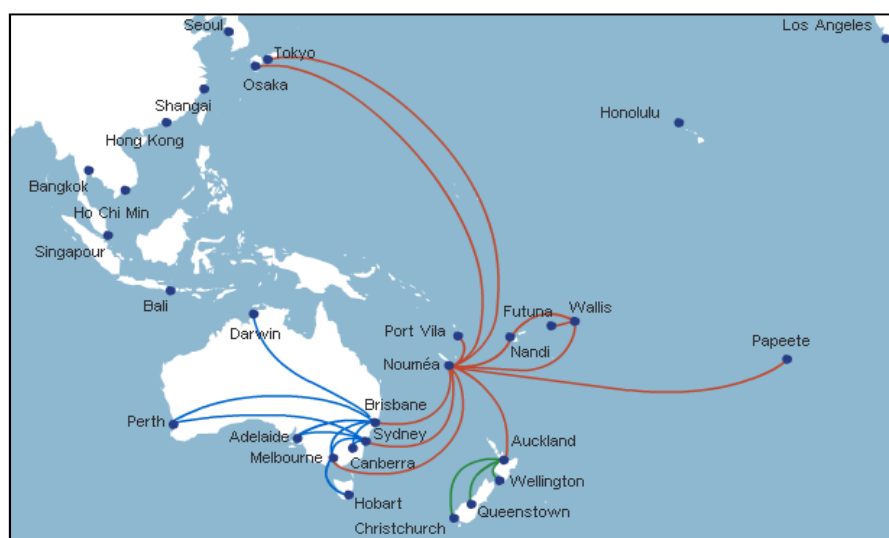 Seoul
Los Angeles
Tokyo
Osaka
Shangai
Honolulu
Hong Kong
Bangkok
Ho Chi Min
Singapour
Bali
Futuna
Wallis
Darwin
Port Vila
Nandi
Papeete
Nouméa
Brisbane
Perth
Adelaide
Sydney
Auckland
Melbourne
Canberra
Wellington
Hobart
Queenstown
Christchurch